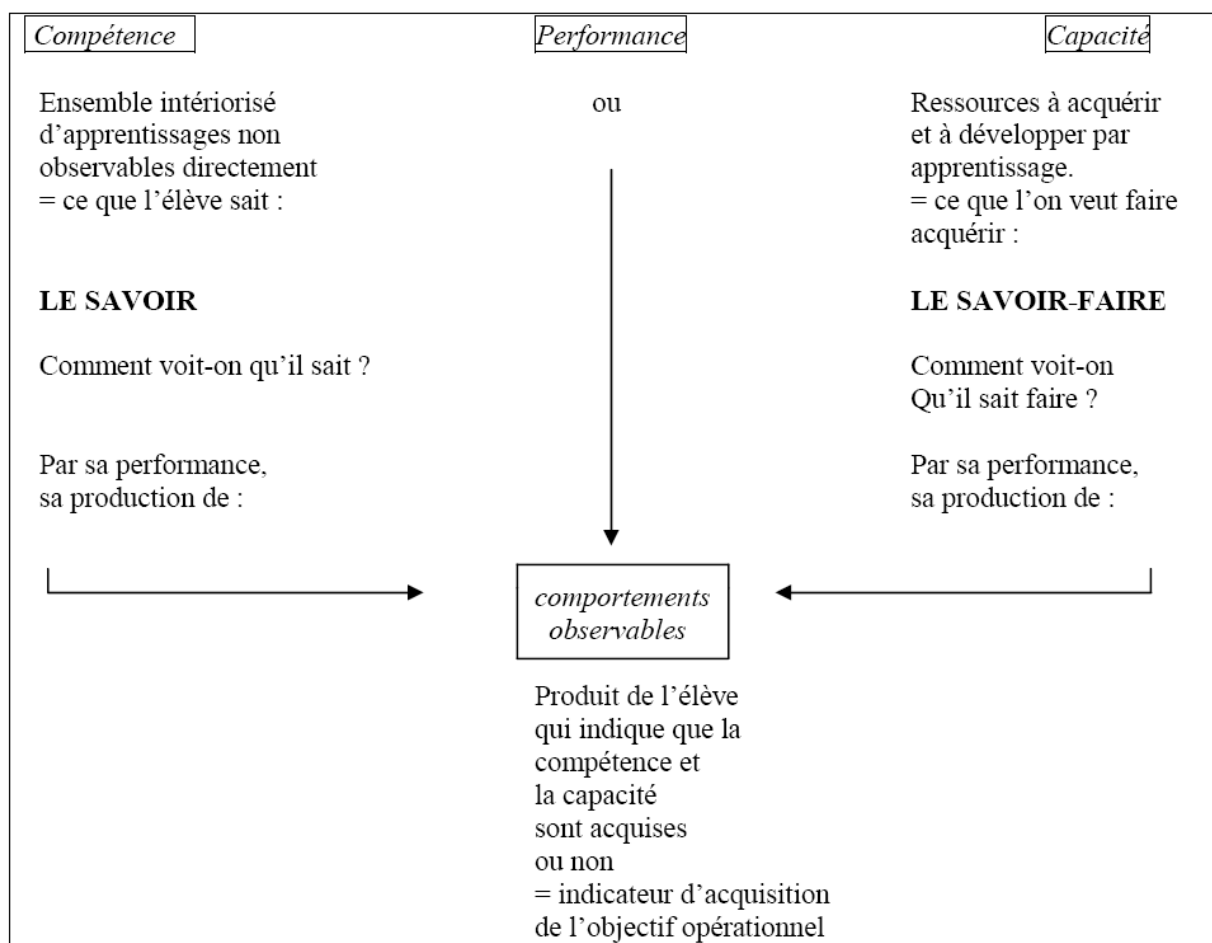 Compétence
Performance
Capacité
Ensemble intériorisé
d’apprentissages non
observables directement
= ce que l’élève sait :
LE SAVOIR
Comment voit-on qu’il sait ?
Par sa performance,
sa production de :
ou
Ressources à acquérir
et à développer par
apprentissage.
= ce que l’on veut faire
acquérir :
LE SAVOIR-FAIRE
Comment voit-on
Qu’il sait faire ?
Par sa performance,
sa production de :
comportements
observables
Produit de l’élève
qui indique que la
compétence et
la capacité
sont acquises
ou non
= indicateur d’acquisition
de l’objectif opérationnel